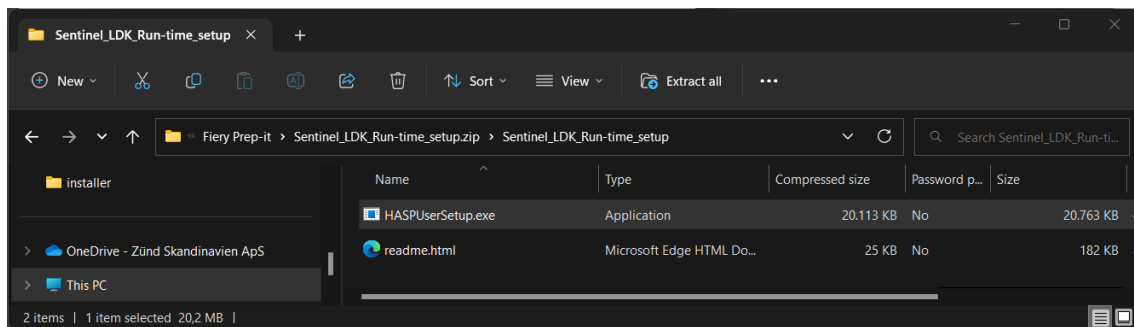 Sentinel_LDK_Run-time_setup
New
Sort
View
Extract all
Fiery Prep-it
Sentinel_LDK_Run-time_setup.zip
Sentinel_LDK_Run-time_setup
Search Sentinel_LDK_Run-ti...
installer
OneDrive - Zünd Skandinavien ApS
This PC
Name Type Compressed size Password p... Size
HASPUserSetup.exe Application 20.113 KB No 20.763 KB
readme.html Microsoft Edge HTML Do... 25 KB No 182 KB
2 items | 1 item selected 20,2 MB |